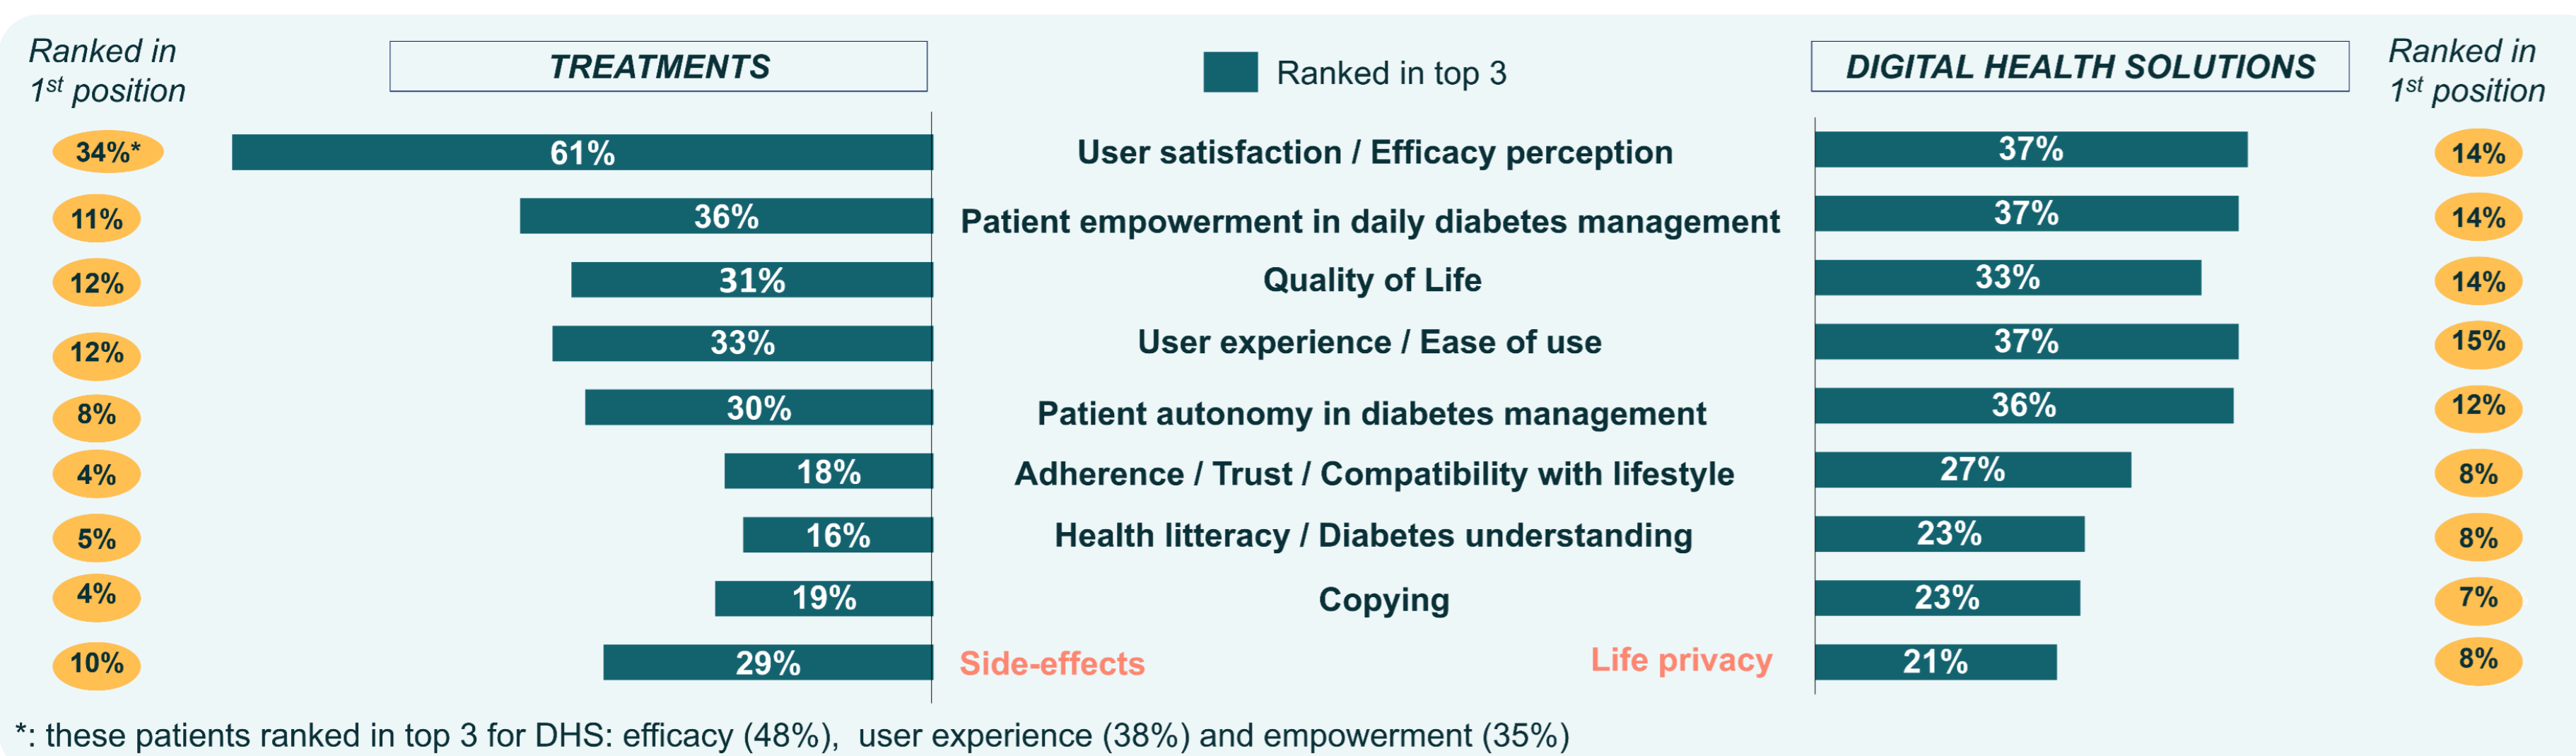 Ranked in
1st position
TREATMENTS
Ranked in top 3
DIGITAL HEALTH SOLUTIONS
Ranked in
1st position
34%* 61% User satisfaction / Efficacy perception 37% 14%
11% 36% Patient empowerment in daily diabetes management 37% 14%
12% 31% Quality of Life 33% 14%
12% 33% User experience / Ease of use 37% 15%
8% 30% Patient autonomy in diabetes management 36% 12%
4% 18% Adherence / Trust / Compatibility with lifestyle 27% 8%
5% 16% Health litteracy / Diabetes understanding 23% 8%
4% 19% Copying 23% 7%
10% 29% Side-effects Life privacy 21% 8%
*: these patients ranked in top 3 for DHS: efficacy (48%), user experience (38%) and empowerment (35%)